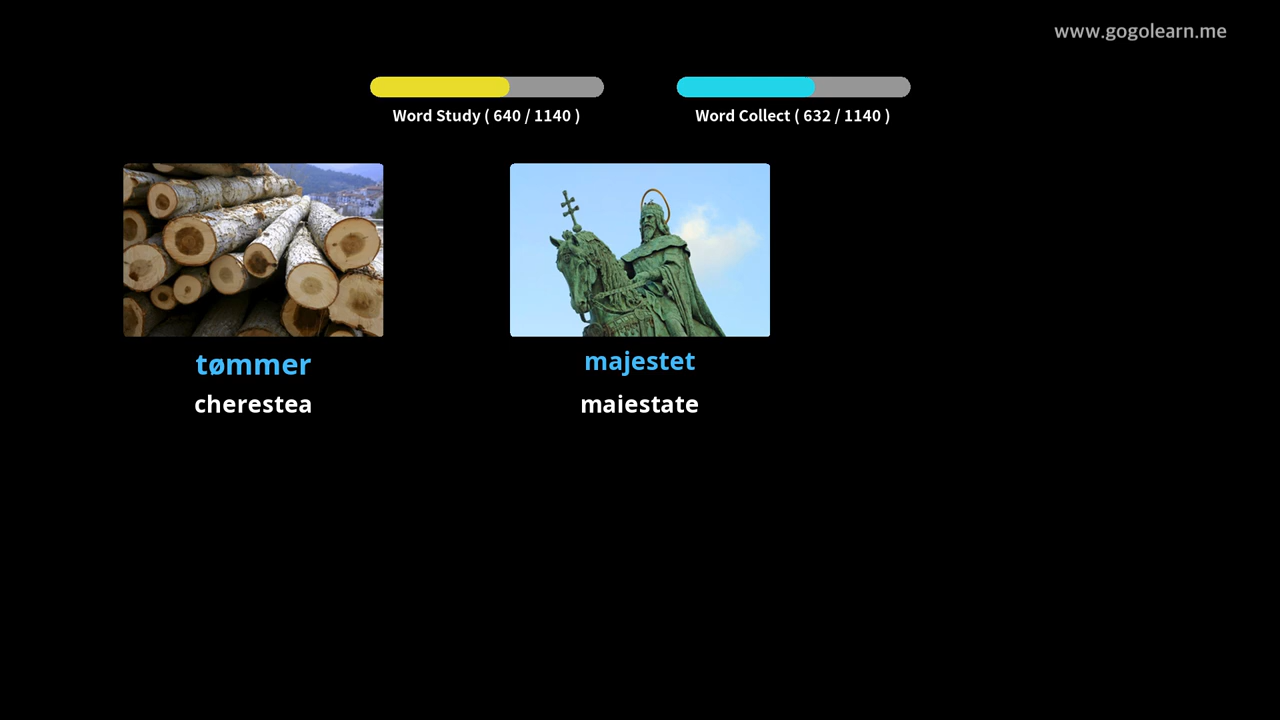 www.gogolearn.me
Word Study ( 640 / 1140 )
Word Collect ( 632 / 1140 )
tømmer
cherestea
majestet
maiestate